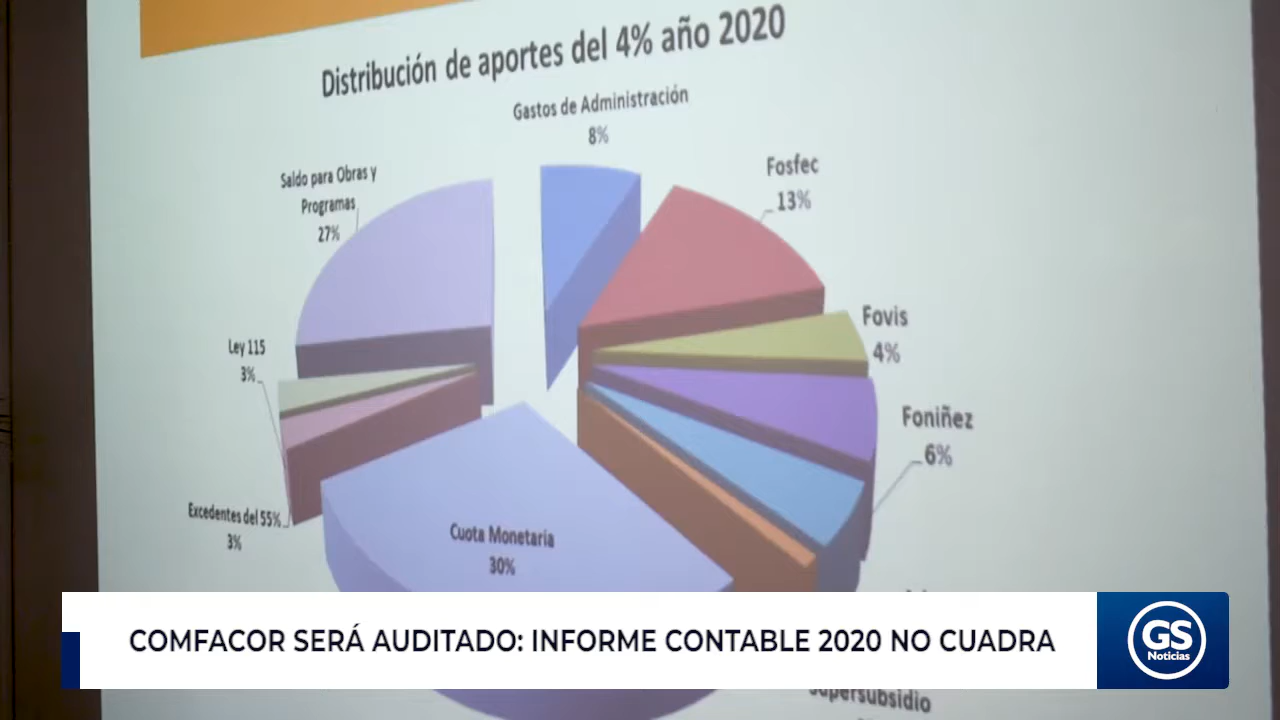 Distribución de aportes del 4% año 2020
Gastos de Administración
8%
Fosfec
13%
Saldo para Obras y
Programas
27%
Fovis
4%
Ley 115
3%
Foniñez
6%
Excedentes del 55%
3%
Cuota Monetaria
30%
COMFACOR SERÁ AUDITADO: INFORME CONTABLE 2020 NO CUADRA
GS
Noticias
Supersubsidio